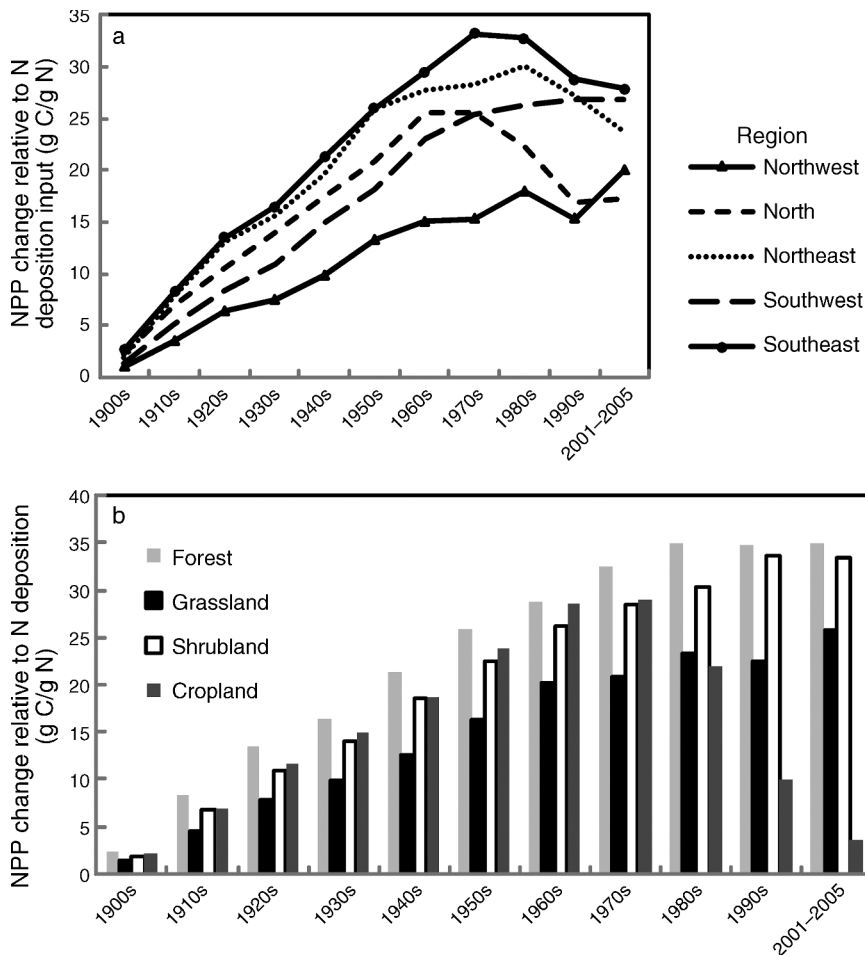 a
NPP change relative to N
deposition input (g C/g N)
35
30
25
20
15
10
5
0
1900s
1910s
1920s
1930s
1940s
1950s
1960s
1970s
1980s
1990s
2001–2005
Region
Northwest
North
Northeast
Southwest
Southeast
b
NPP change relative to N deposition
(g C/g N)
40
35
30
25
20
15
10
5
0
Forest
Grassland
Shrubland
Cropland
1900s
1910s
1920s
1930s
1940s
1950s
1960s
1970s
1980s
1990s
2001–2005